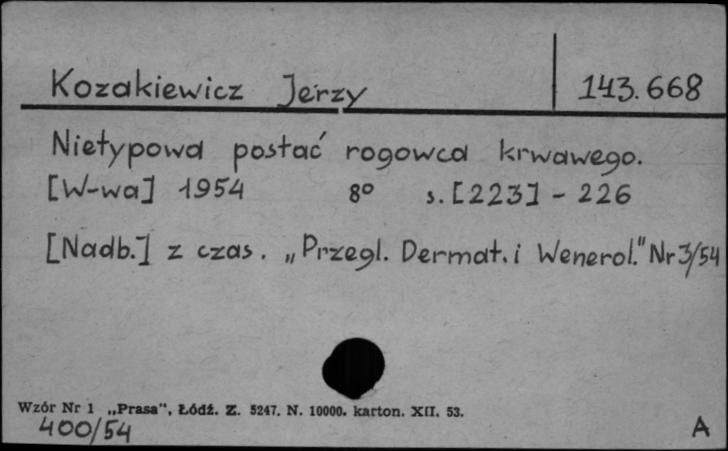 Kozakiewicz Jerzy 143.668
Nietypowa postać rogowca krwawego.
[W-wa] 1954 8° s. [223] - 226
[Nadb.] z czas. „Przegl. Dermat. i Wenerol." Nr 3/54
Wzór Nr 1 „Prasa", Łódź. Z. 5247. N. 10000. karton. XII. 53.
400/54 A